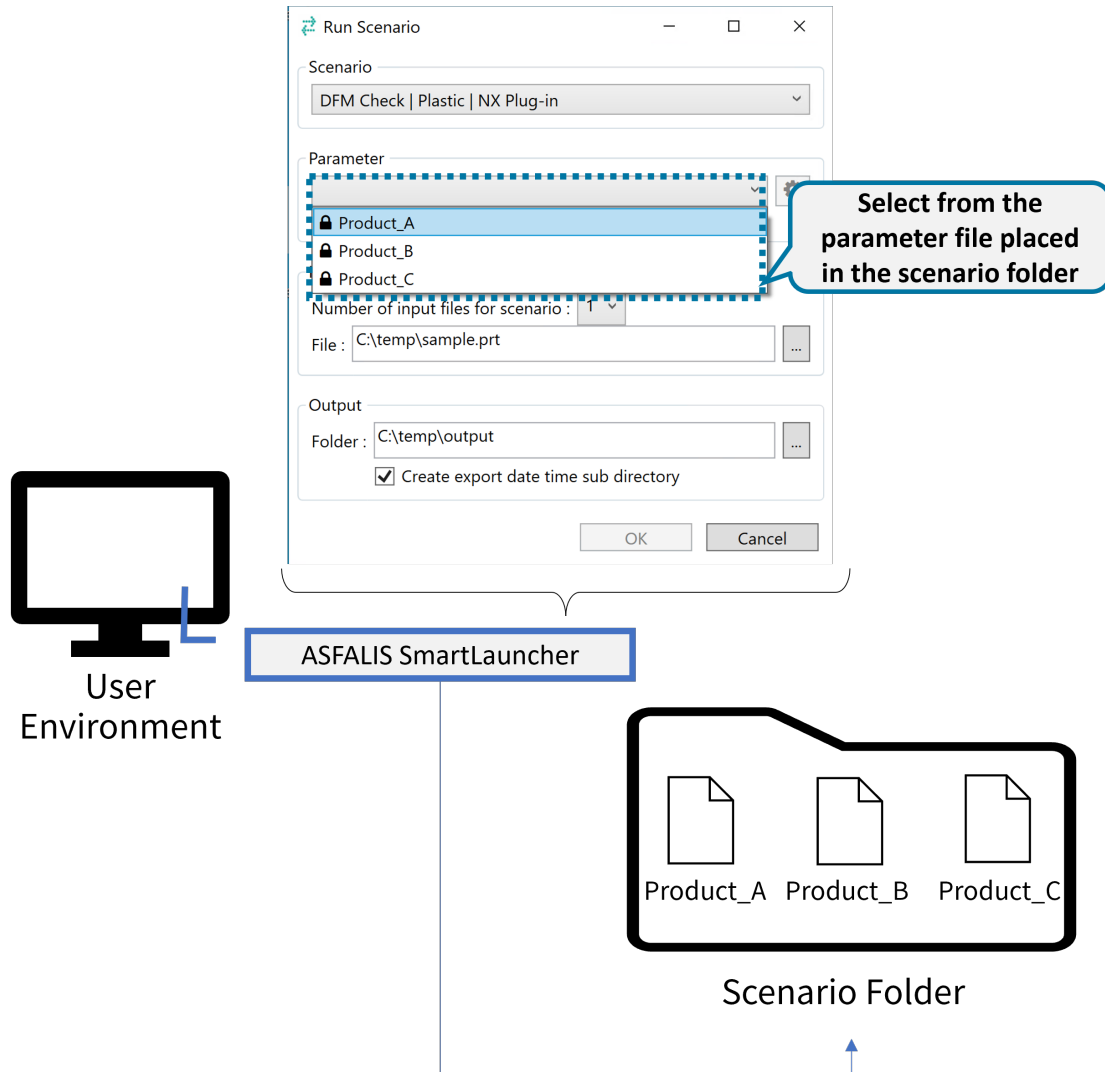 Run Scenario
Scenario
DFM Check | Plastic | NX Plug-in
Parameter
Product_A
Product_B
Product_C
Select from the
parameter file placed
in the scenario folder
Number of input files for scenario : 1
File : C:\temp\sample.prt
...
Output
Folder : C:\temp\output
...
Create export date time sub directory
OK
Cancel
ASFALIS SmartLauncher
User
Environment
Product_A
Product_B
Product_C
Scenario Folder